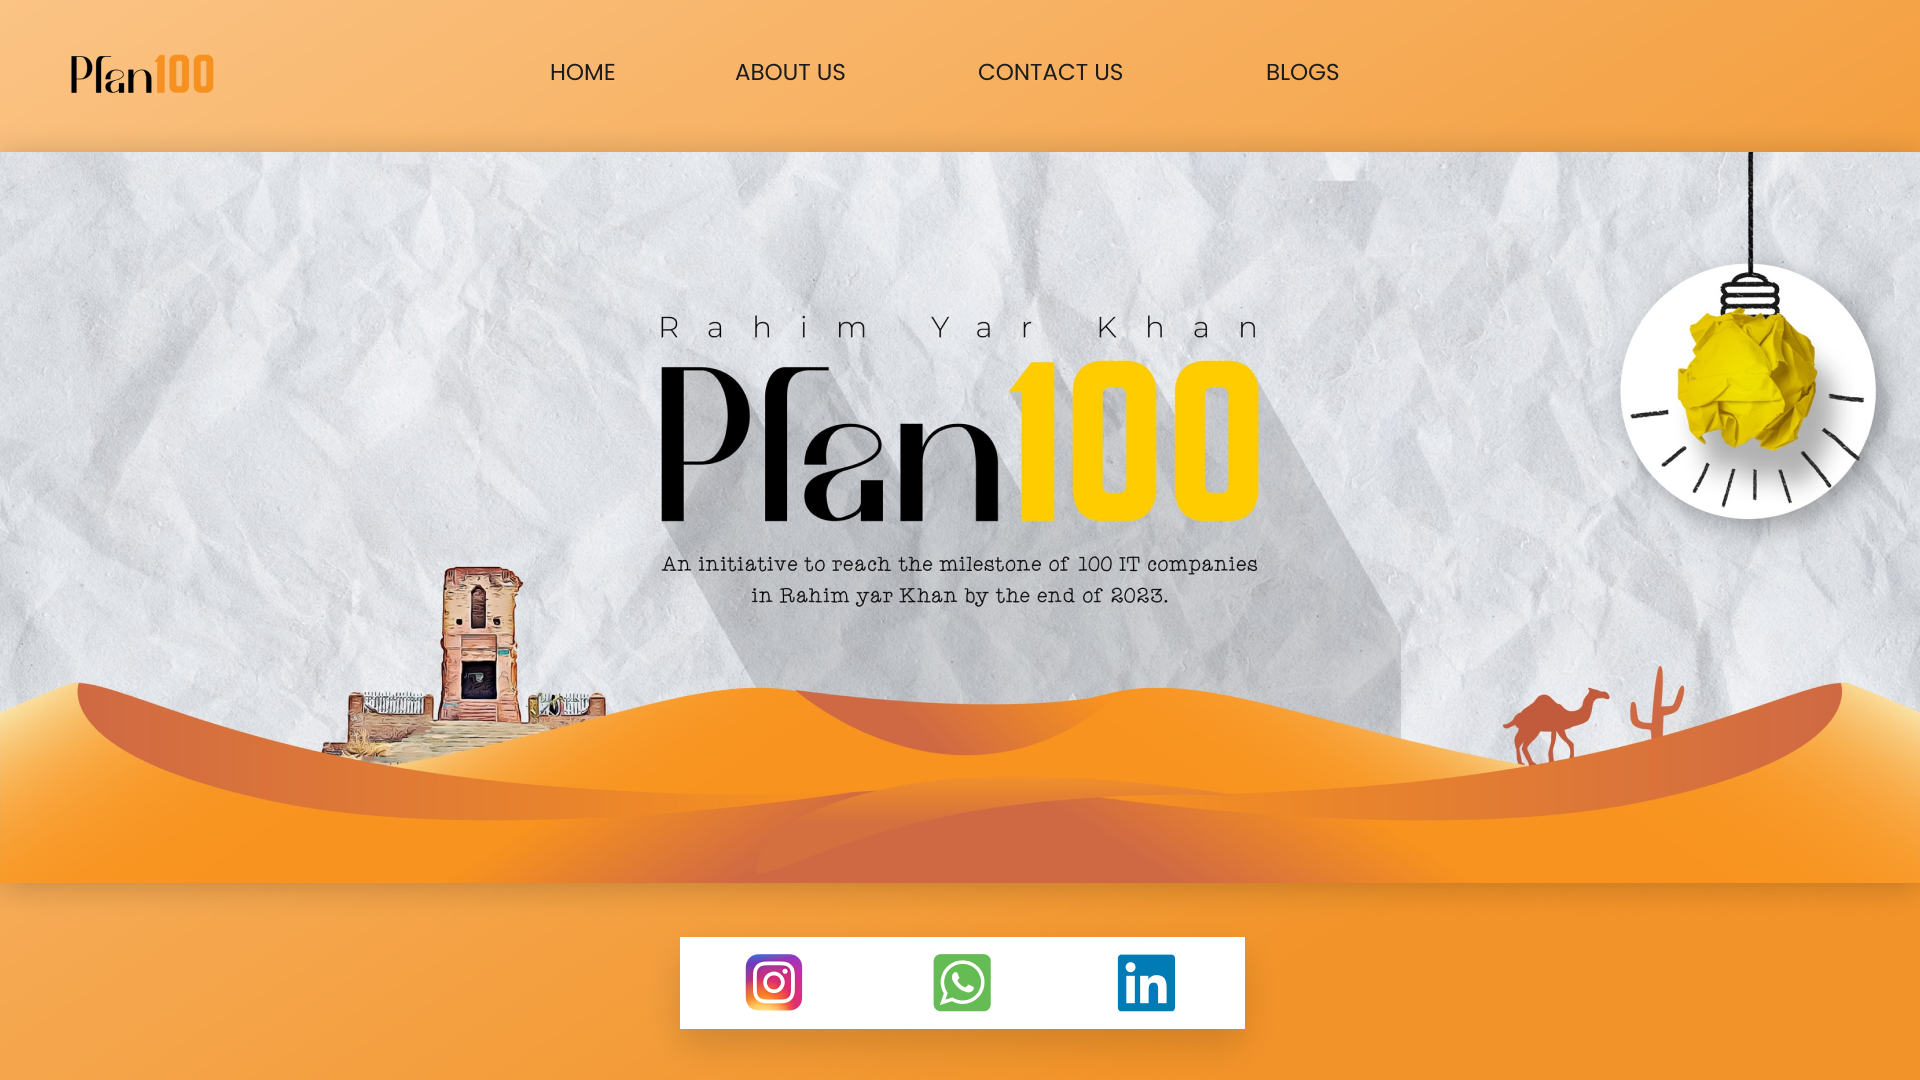 Plan100
HOME
ABOUT US
CONTACT US
BLOGS
Rahim Yar Khan
Plan100
An initiative to reach the milestone of 100 IT companies
in Rahim yar Khan by the end of 2023.
in